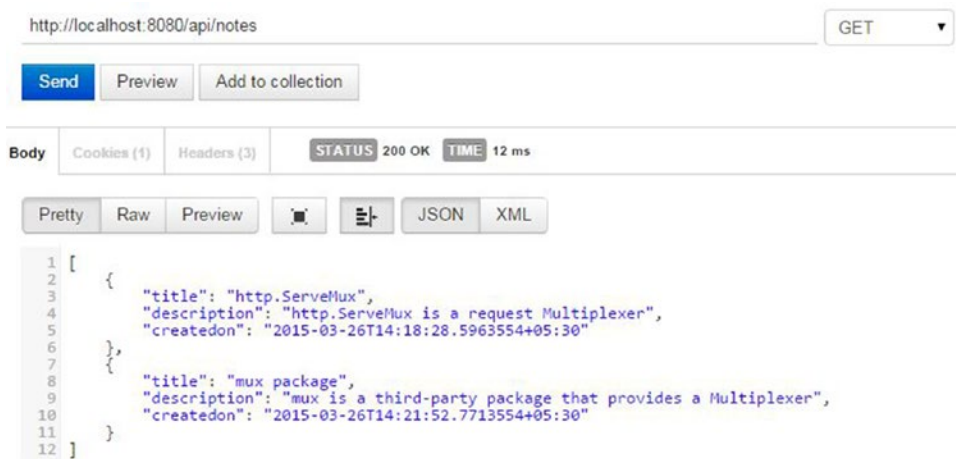 http://localhost:8080/api/notes
GET
Send Preview Add to collection
Body Cookies (1) Headers (3) STATUS 200 OK TIME 12 ms
Pretty Raw Preview JSON XML
1 [
2 {
3 "title": "http.ServeMux",
4 "description": "http.ServeMux is a request Multiplexer",
5 "createdon": "2015-03-26T14:18:28.5963554+05:30"
6 },
7 {
8 "title": "mux package",
9 "description": "mux is a third-party package that provides a Multiplexer",
10 "createdon": "2015-03-26T14:21:52.7713554+05:30"
11 }
12 ]